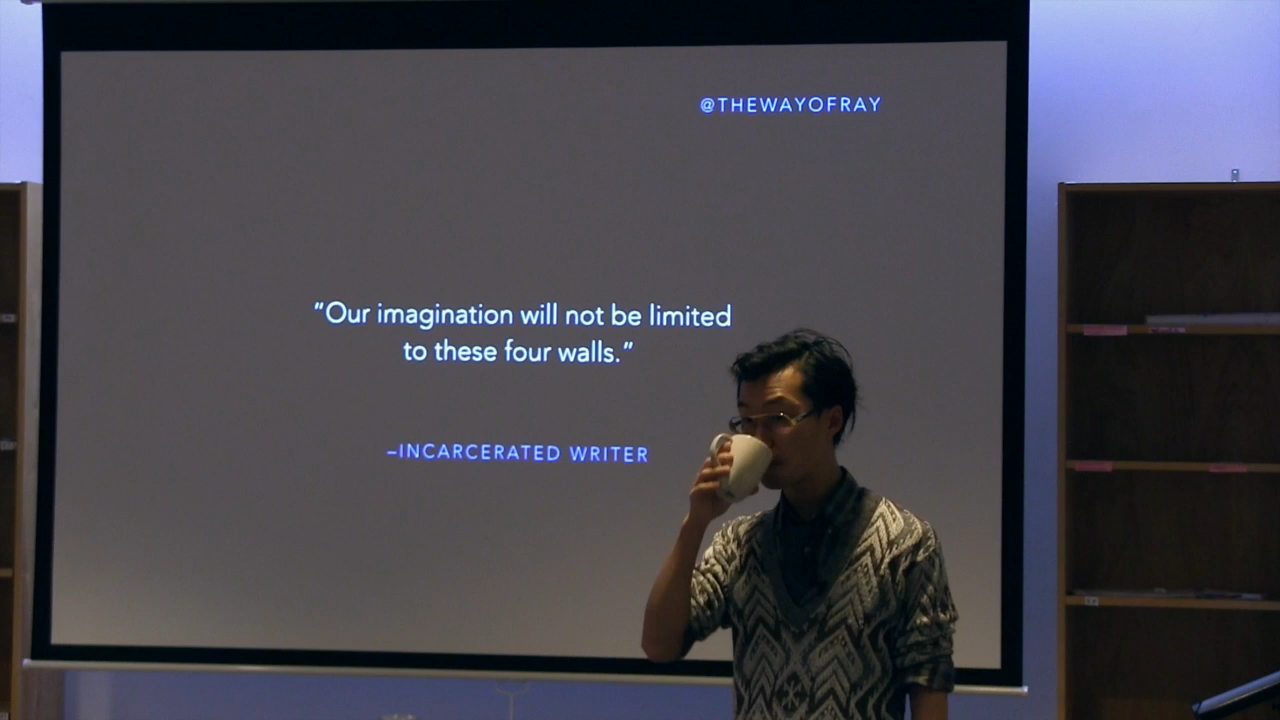 @THEWAYOFRAY
“Our imagination will not be limited
to these four walls.”
–INCARCERATED WRITER